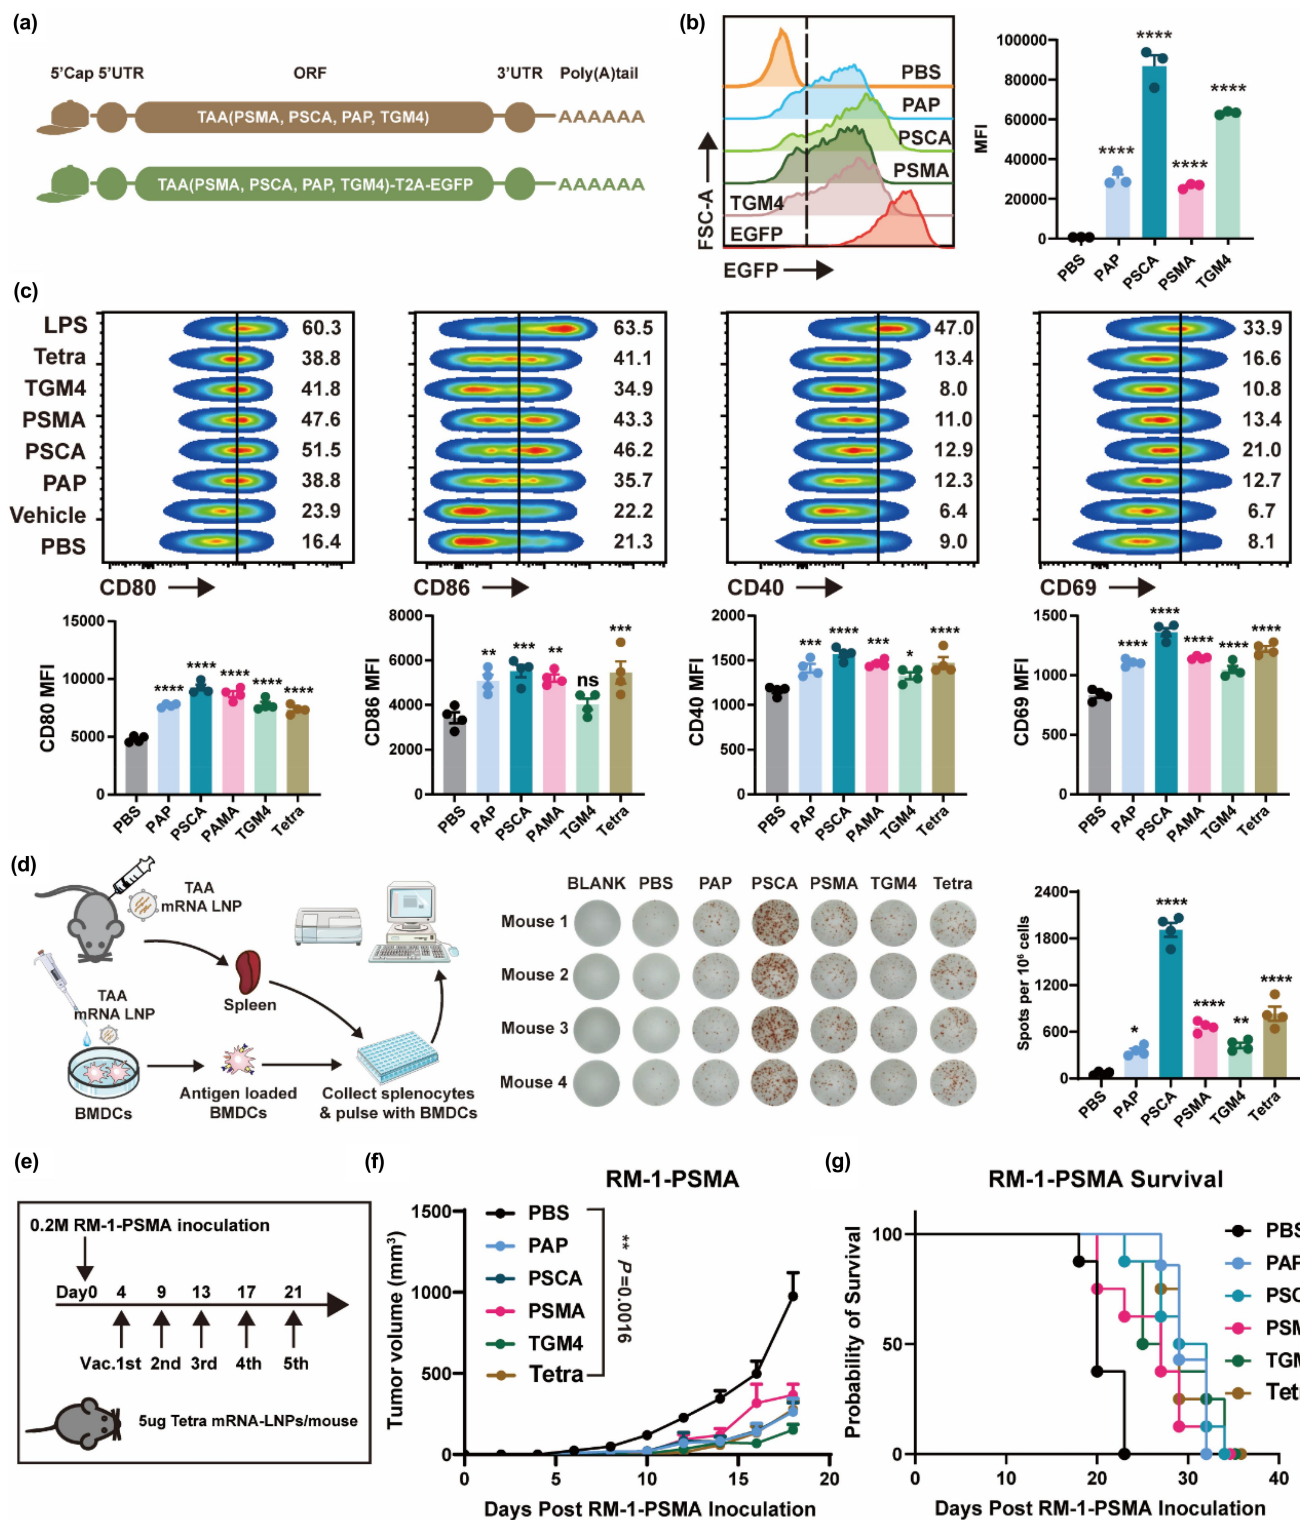 (a)
5'Cap 5'UTR ORF 3'UTR Poly(A)tail
TAA(PSMA, PSCA, PAP, TGM4) AAAAAA
TAA(PSMA, PSCA, PAP, TGM4)-T2A-EGFP AAAAAA
(b)
PBS
PAP
PSCA
PSMA
TGM4
EGFP
FSC-A
EGFP
MFI
100000
80000
60000
40000
20000
0
****
****
****
****
PBS PAP PSCA PSMA TGM4
(c)
LPS 60.3 63.5 47.0 33.9
Tetra 38.8 41.1 13.4 16.6
TGM4 41.8 34.9 8.0 10.8
PSMA 47.6 43.3 11.0 13.4
PSCA 51.5 46.2 12.9 21.0
PAP 38.8 35.7 12.3 12.7
Vehicle 23.9 22.2 6.4 6.7
PBS 16.4 21.3 9.0 8.1
CD80 CD86 CD40 CD69
CD80 MFI
15000
10000
5000
0
**** **** **** **** ****
PBS PAP PSCA PAMA TGM4 Tetra
CD86 MFI
8000
6000
4000
2000
0
** *** ** ns ***
PBS PAP PSCA PAMA TGM4 Tetra
CD40 MFI
2000
1500
1000
500
0
*** **** *** * ****
PBS PAP PSCA PAMA TGM4 Tetra
CD69 MFI
1500
1000
500
0
**** **** **** **** ****
PBS PAP PSCA PAMA TGM4 Tetra
(d)
TAA
mRNA LNP
Spleen
TAA
mRNA LNP
BMDCs
Antigen loaded
BMDCs
Collect splenocytes
& pulse with BMDCs
BLANK PBS PAP PSCA PSMA TGM4 Tetra
Mouse 1
Mouse 2
Mouse 3
Mouse 4
Spots per 10⁶ cells
2400
1800
1200
600
0
* **** **** ** ****
PBS PAP PSCA PSMA TGM4 Tetra
(e)
0.2M RM-1-PSMA inoculation
Day0 4 9 13 17 21
Vac.1st 2nd 3rd 4th 5th
5ug Tetra mRNA-LNPs/mouse
(f)
RM-1-PSMA
Tumor volume (mm³)
1500
1000
500
0
PBS
PAP
PSCA
PSMA
TGM4
Tetra
** P=0.0016
0 5 10 15 20
Days Post RM-1-PSMA Inoculation
(g)
RM-1-PSMA Survival
Probability of Survival
100
50
0
PBS
PAP
PSC
PSM
TGM
Tetr
0 20 30 40
Days Post RM-1-PSMA Inoculation